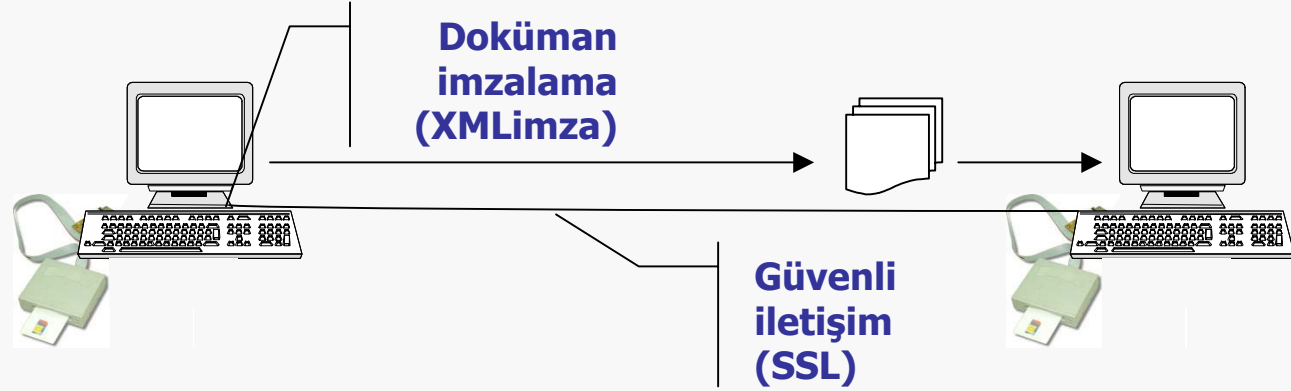 Doküman
imzalama
(XMLimza)
Güvenli
iletişim
(SSL)